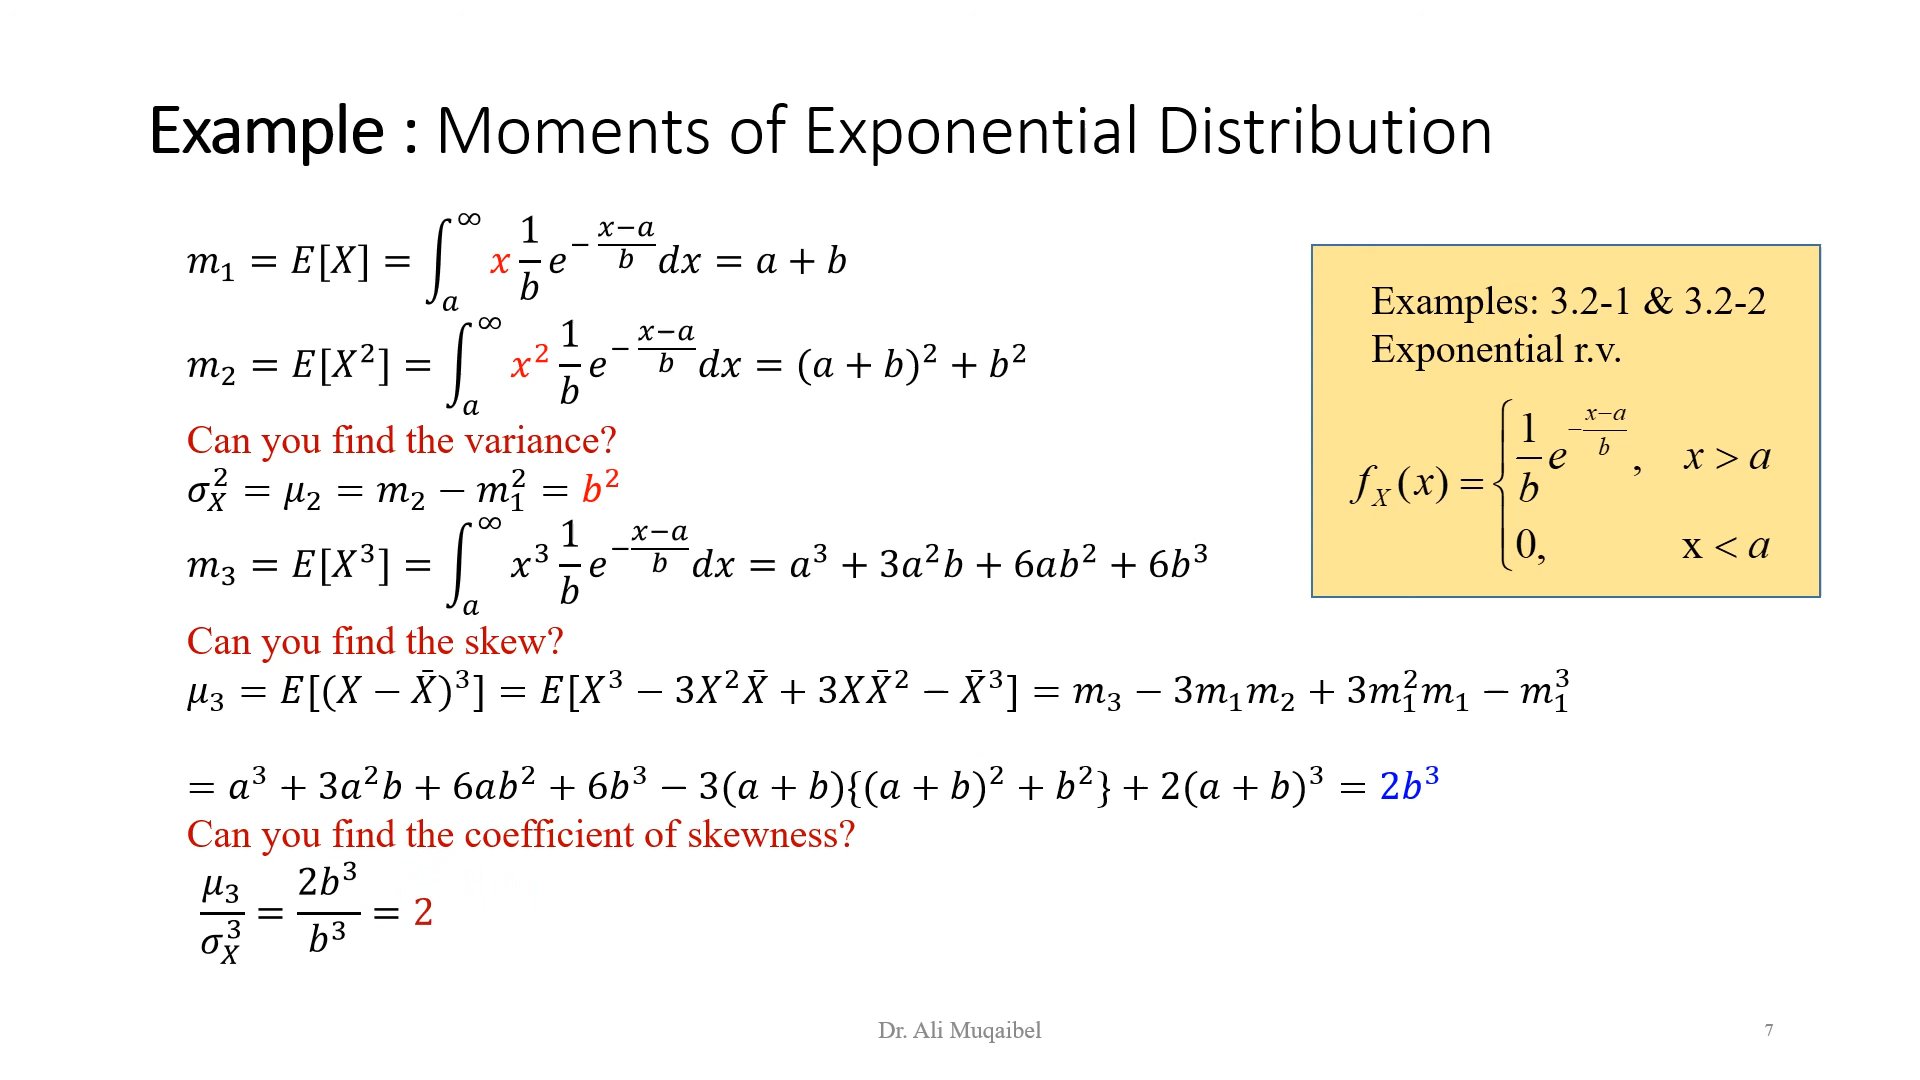 Example : Moments of Exponential Distribution
m₁ = E[X] = ∫ₐ^∞ x (1/b) e^(−(x−a)/b) dx = a + b
m₂ = E[X²] = ∫ₐ^∞ x² (1/b) e^(−(x−a)/b) dx = (a + b)² + b²
Can you find the variance?
σ_X² = μ₂ = m₂ − m₁² = b²
m₃ = E[X³] = ∫ₐ^∞ x³ (1/b) e^(−(x−a)/b) dx = a³ + 3a²b + 6ab² + 6b³
Can you find the skew?
μ₃ = E[(X − X̄)³] = E[X³ − 3X²X̄ + 3XX̄² − X̄³] = m₃ − 3m₁m₂ + 3m₁²m₁ − m₁³
= a³ + 3a²b + 6ab² + 6b³ − 3(a + b){(a + b)² + b²} + 2(a + b)³ = 2b³
Can you find the coefficient of skewness?
μ₃/σ_X³ = 2b³/b³ = 2
Examples: 3.2-1 & 3.2-2
Exponential r.v.
f_X(x) = { (1/b) e^(−(x−a)/b), x > a
0, x < a
Dr. Ali Muqaibel
7